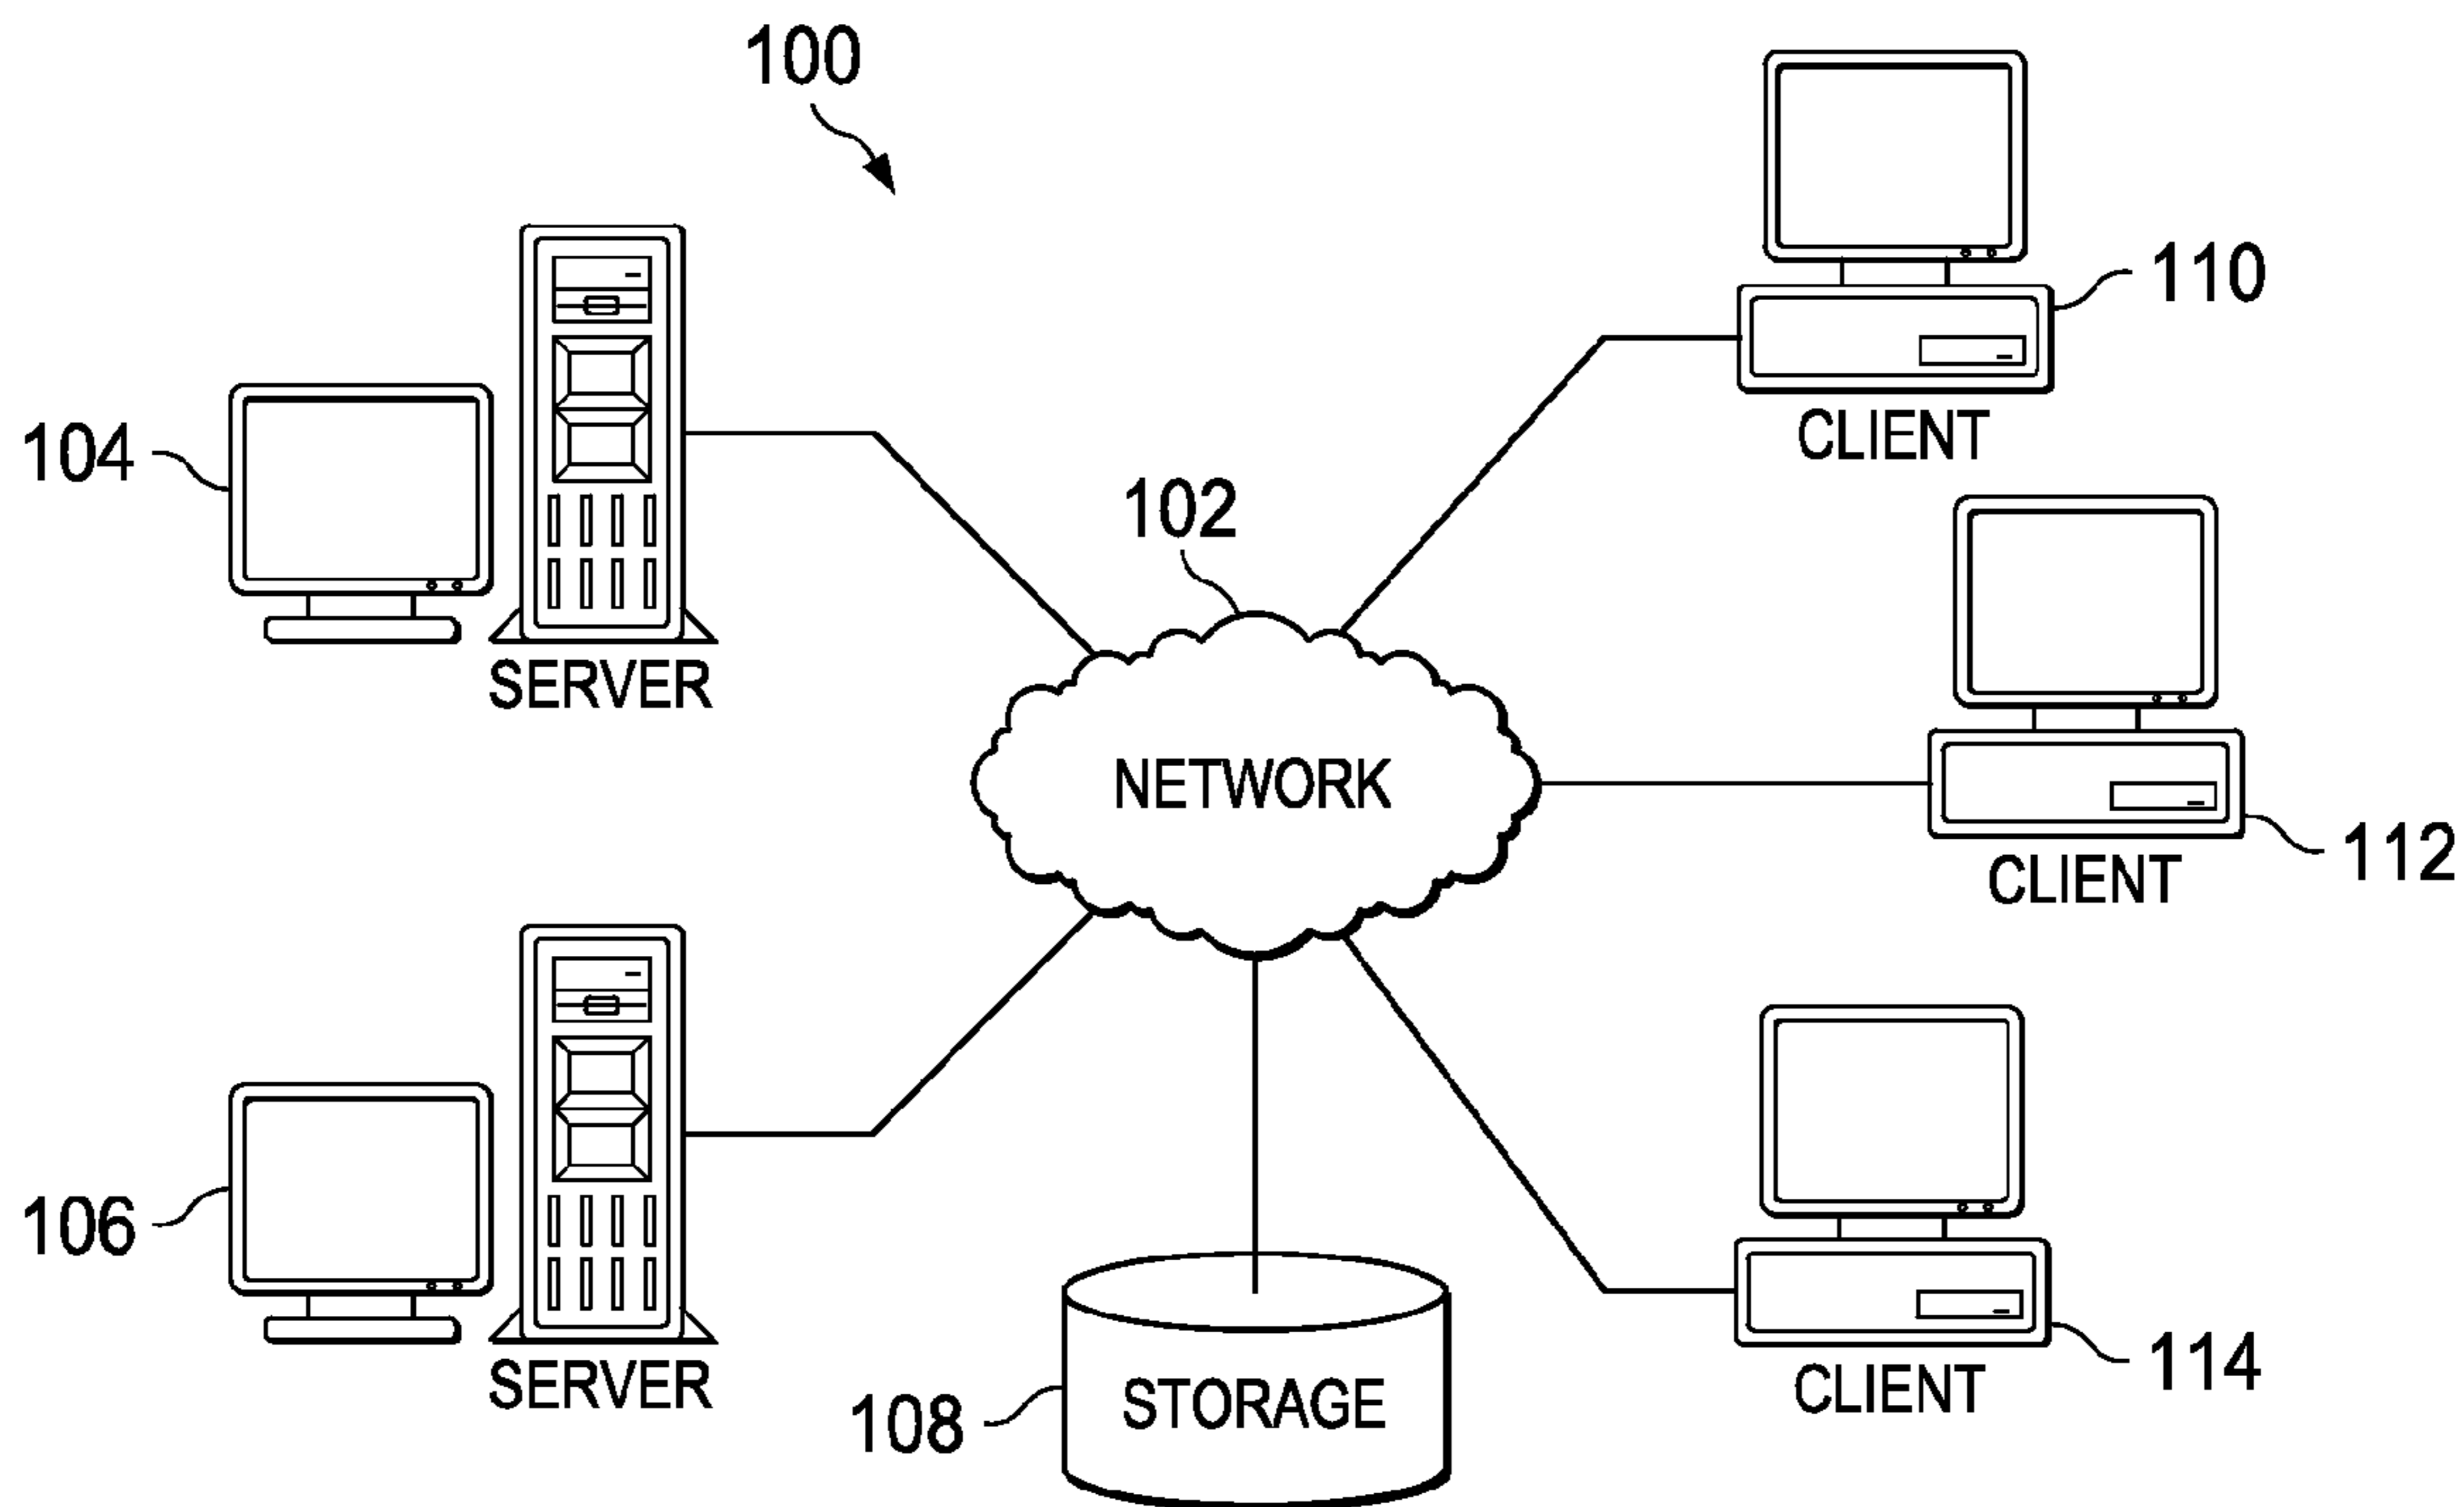 100
110
CLIENT
104
102
SERVER
NETWORK
112
CLIENT
106
SERVER
108
STORAGE
114
CLIENT